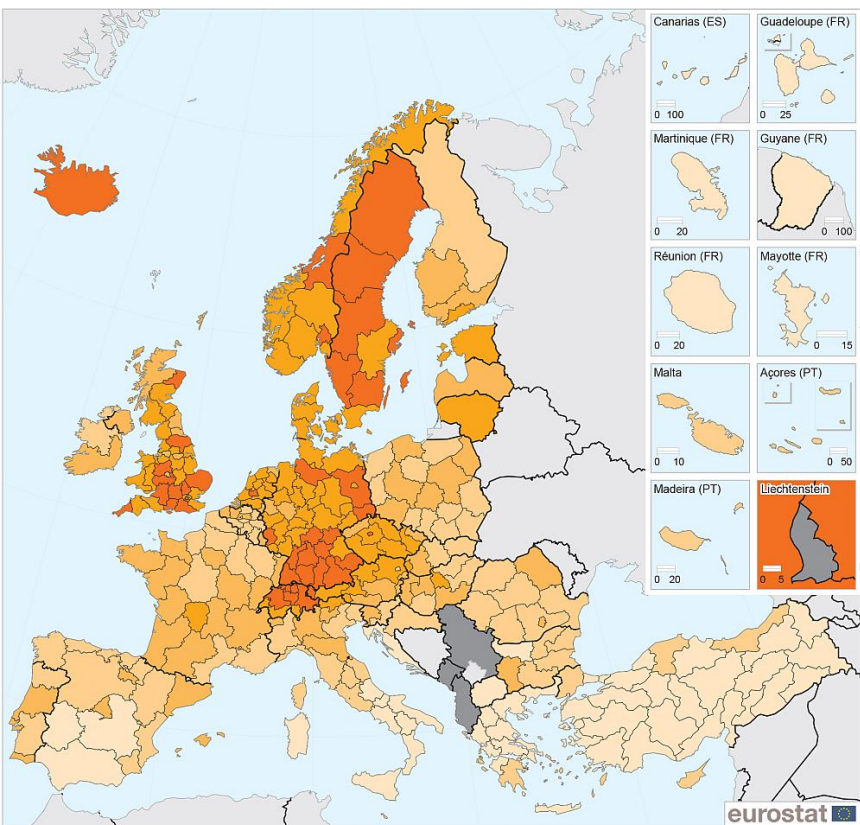 Canarias (ES)
0 100
Guadeloupe (FR)
0 25
Martinique (FR)
0 20
Guyane (FR)
0 100
Réunion (FR)
0 20
Mayotte (FR)
0 15
Malta
0 10
Açores (PT)
0 50
Madeira (PT)
0 20
Liechtenstein
0 5
eurostat